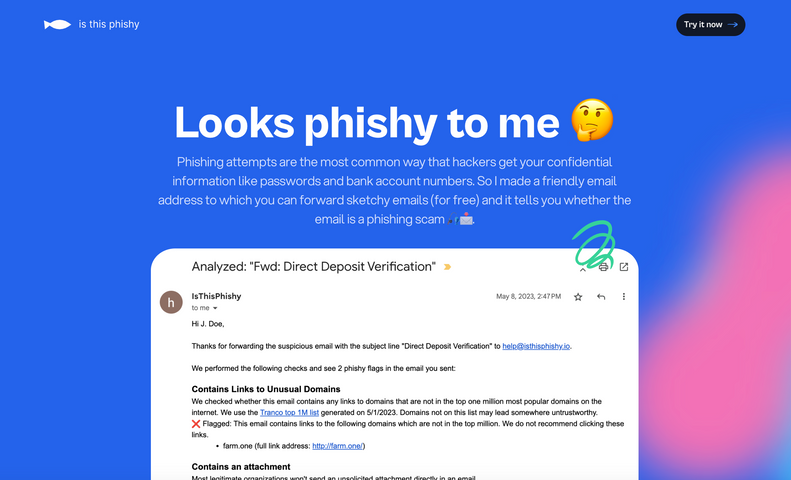 is this phishy
Try it now →
Looks phishy to me 🤔
Phishing attempts are the most common way that hackers get your confidential
information like passwords and bank account numbers. So I made a friendly email
address to which you can forward sketchy emails (for free) and it tells you whether the
email is a phishing scam 🎣📩.
Analyzed: "Fwd: Direct Deposit Verification"
h
IsThisPhishy
May 8, 2023, 2:47 PM
to me
Hi J. Doe,
Thanks for forwarding the suspicious email with the subject line "Direct Deposit Verification" to help@isthisphishy.io.
We performed the following checks and see 2 phishy flags in the email you sent:
Contains Links to Unusual Domains
We checked whether this email contains any links to domains that are not in the top one million most popular domains on the
internet. We use the Tranco top 1M list generated on 5/1/2023. Domains not on this list may lead somewhere untrustworthy.
❌ Flagged: This email contains links to the following domains which are not in the top million. We do not recommend clicking these
links.
• farm.one (full link address: http://farm.one/)
Contains an attachment
Most legitimate organizations won't send an unsolicited attachment directly in an email.